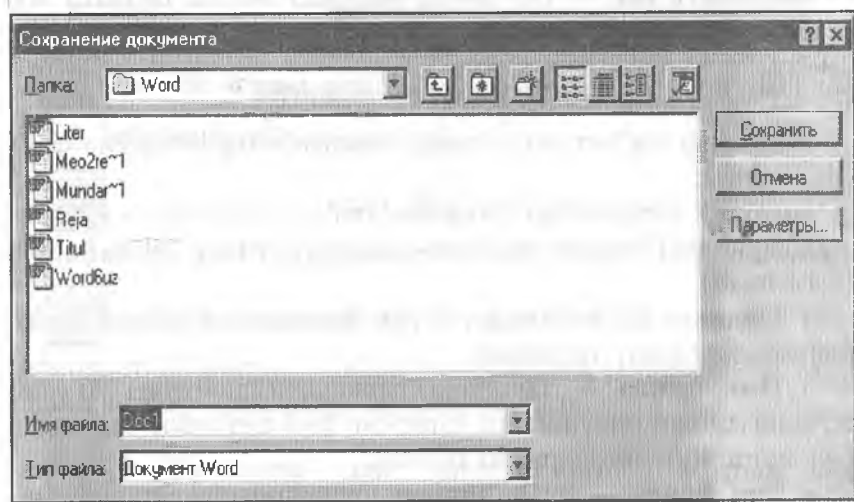 Сохранение документа
Папка: Word
Liter
Meo2re~1
Mundar~1
Reja
Titul
Word6uz
Сохранить
Отмена
Параметры...
Имя файла: Doc1
Тип файла: Документ Word